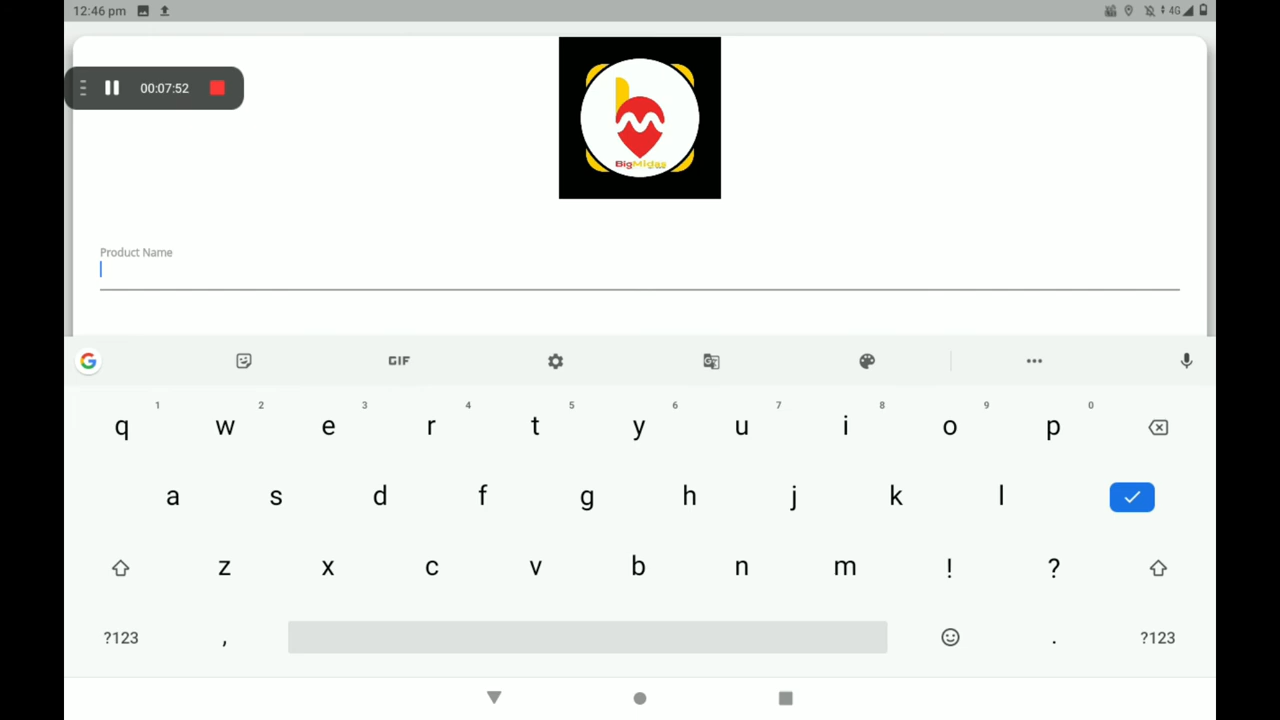 12:46 pm
4G
00:07:52
BigMidas
Product Name
GIF
1 2 3 4 5 6 7 8 9 0
q w e r t y u i o p
a s d f g h j k l
z x c v b n m ! ?
?123 , . ?123